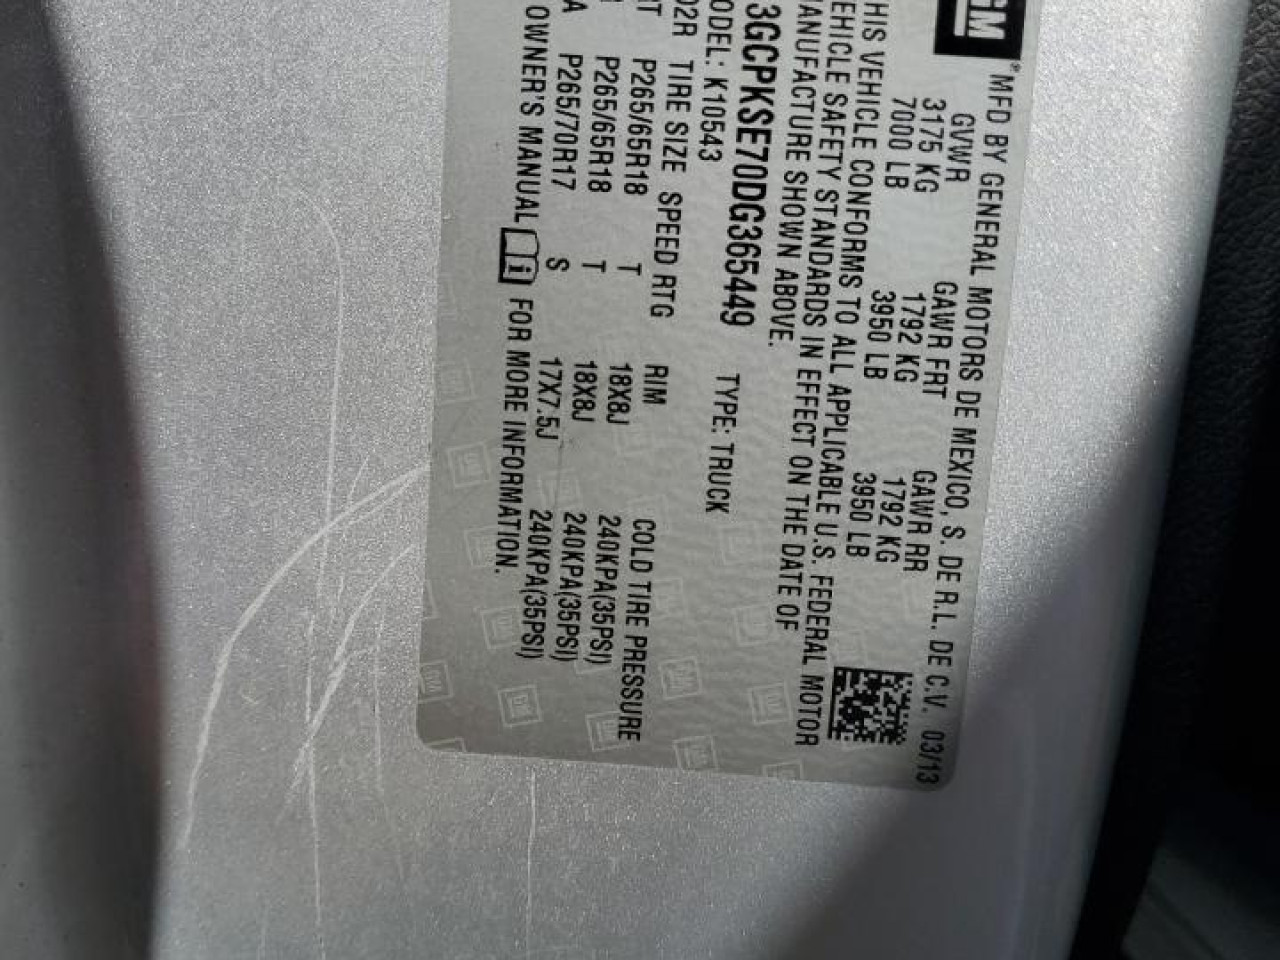 GM
MFD BY GENERAL MOTORS DE MEXICO, S. DE R.L. DE C.V. 03/13
GVWR GAWR FRT GAWR RR
3175 KG 1792 KG 1792 KG
7000 LB 3950 LB 3950 LB
HIS VEHICLE CONFORMS TO ALL APPLICABLE U.S. FEDERAL MOTOR
EHICLE SAFETY STANDARDS IN EFFECT ON THE DATE OF
ANUFACTURE SHOWN ABOVE.
3GCPKSE70DG365449 TYPE: TRUCK
ODEL: K10543
02R TIRE SIZE SPEED RTG RIM COLD TIRE PRESSURE
RT P265/65R18 T 18X8J 240KPA(35PSI)
P265/65R18 T 18X8J 240KPA(35PSI)
A P265/70R17 S 17X7.5J 240KPA(35PSI)
OWNER'S MANUAL i FOR MORE INFORMATION.